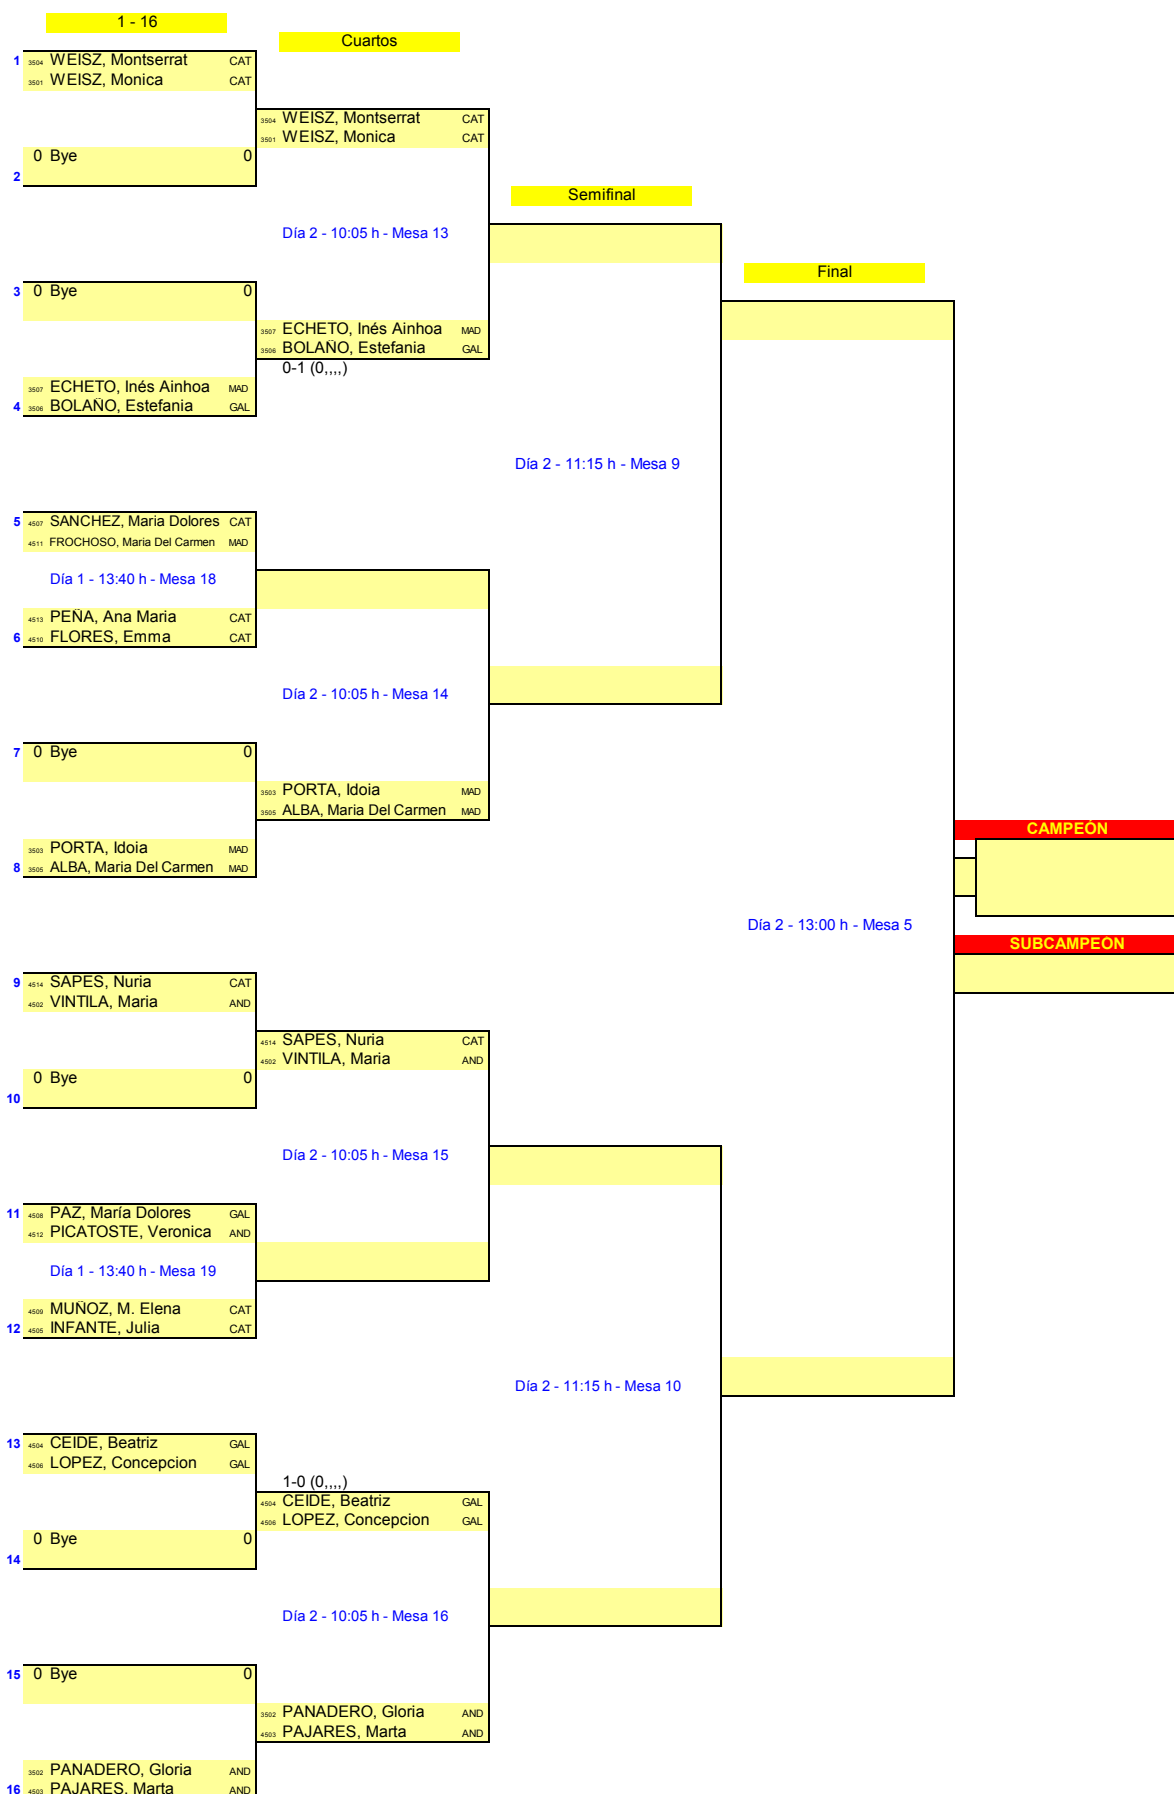 1 - 16
Cuartos
1 3504 WEISZ, Montserrat CAT
3501 WEISZ, Monica CAT
3504 WEISZ, Montserrat CAT
3501 WEISZ, Monica CAT
0 Bye 0
2
Semifinal
Día 2 - 10:05 h - Mesa 13
Final
3 0 Bye 0
3507 ECHETO, Inés Ainhoa MAD
3506 BOLAÑO, Estefania GAL
0-1 (0,,,,)
3507 ECHETO, Inés Ainhoa MAD
4 3506 BOLAÑO, Estefania GAL
Día 2 - 11:15 h - Mesa 9
5 4507 SANCHEZ, Maria Dolores CAT
4511 FROCHOSO, Maria Del Carmen MAD
Día 1 - 13:40 h - Mesa 18
4513 PEÑA, Ana Maria CAT
6 4510 FLORES, Emma CAT
Día 2 - 10:05 h - Mesa 14
7 0 Bye 0
3503 PORTA, Idoia MAD
3505 ALBA, Maria Del Carmen MAD
CAMPEÓN
3503 PORTA, Idoia MAD
8 3505 ALBA, Maria Del Carmen MAD
Día 2 - 13:00 h - Mesa 5
SUBCAMPEÓN
9 4514 SAPES, Nuria CAT
4502 VINTILA, Maria AND
4514 SAPES, Nuria CAT
4502 VINTILA, Maria AND
0 Bye 0
10
Día 2 - 10:05 h - Mesa 15
11 4508 PAZ, María Dolores GAL
4512 PICATOSTE, Veronica AND
Día 1 - 13:40 h - Mesa 19
4509 MUÑOZ, M. Elena CAT
12 4505 INFANTE, Julia CAT
Día 2 - 11:15 h - Mesa 10
13 4504 CEIDE, Beatriz GAL
4506 LOPEZ, Concepcion GAL
1-0 (0,,,,)
4504 CEIDE, Beatriz GAL
4506 LOPEZ, Concepcion GAL
0 Bye 0
14
Día 2 - 10:05 h - Mesa 16
15 0 Bye 0
3502 PANADERO, Gloria AND
4503 PAJARES, Marta AND
3502 PANADERO, Gloria AND
16 4503 PAJARES, Marta AND